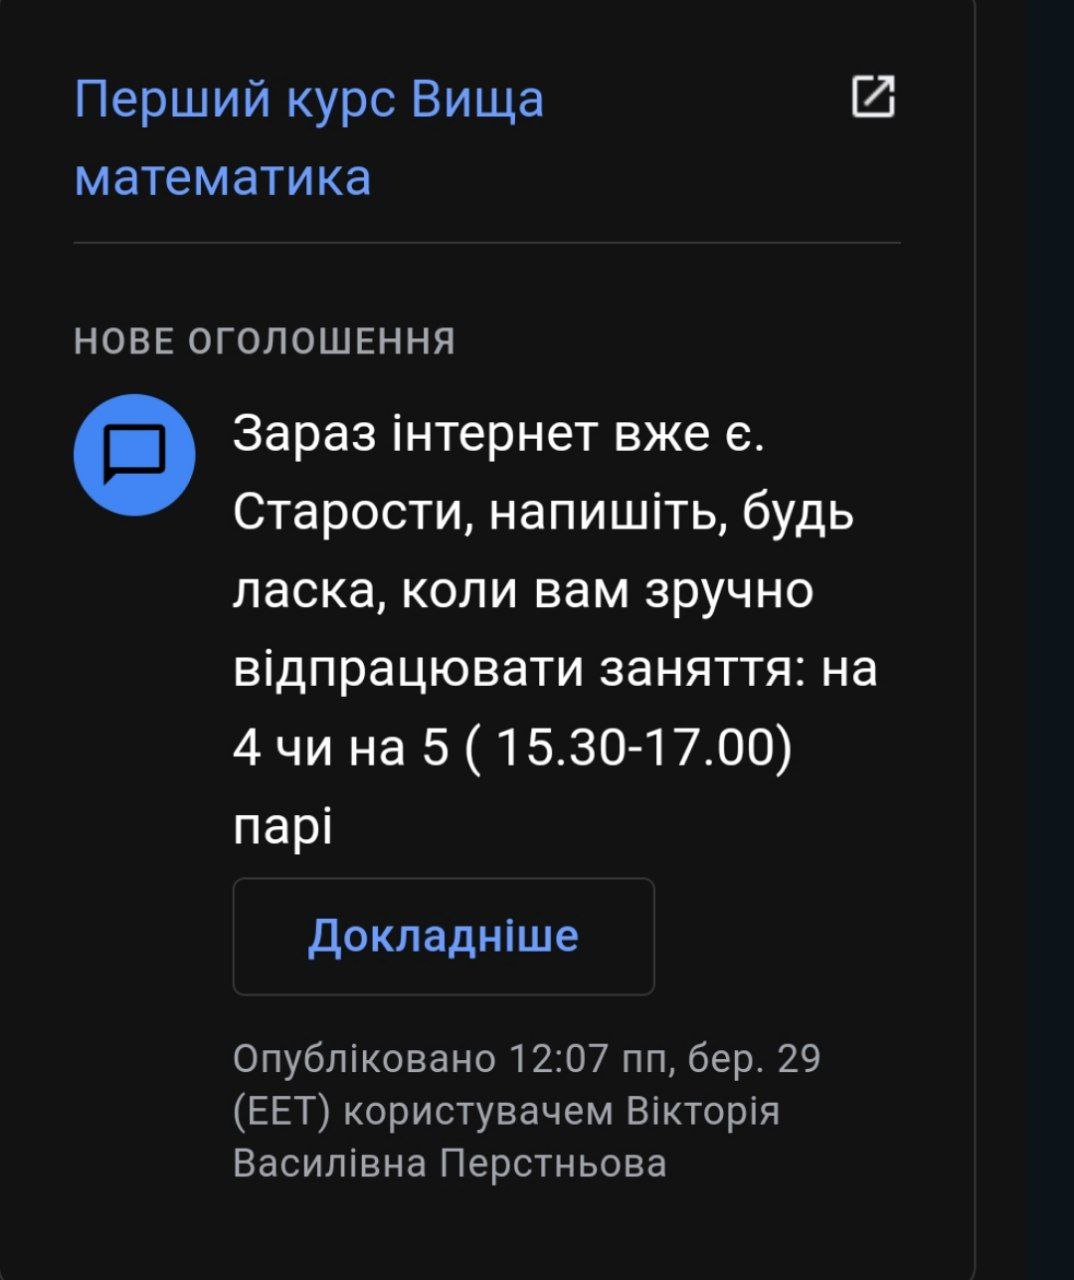 Перший курс Вища
математика
НОВЕ ОГОЛОШЕННЯ
Зараз інтернет вже є.
Старости, напишіть, будь
ласка, коли вам зручно
відпрацювати заняття: на
4 чи на 5 ( 15.30-17.00)
парі
Докладніше
Опубліковано 12:07 пп, бер. 29
(EET) користувачем Вікторія
Василівна Перстньова